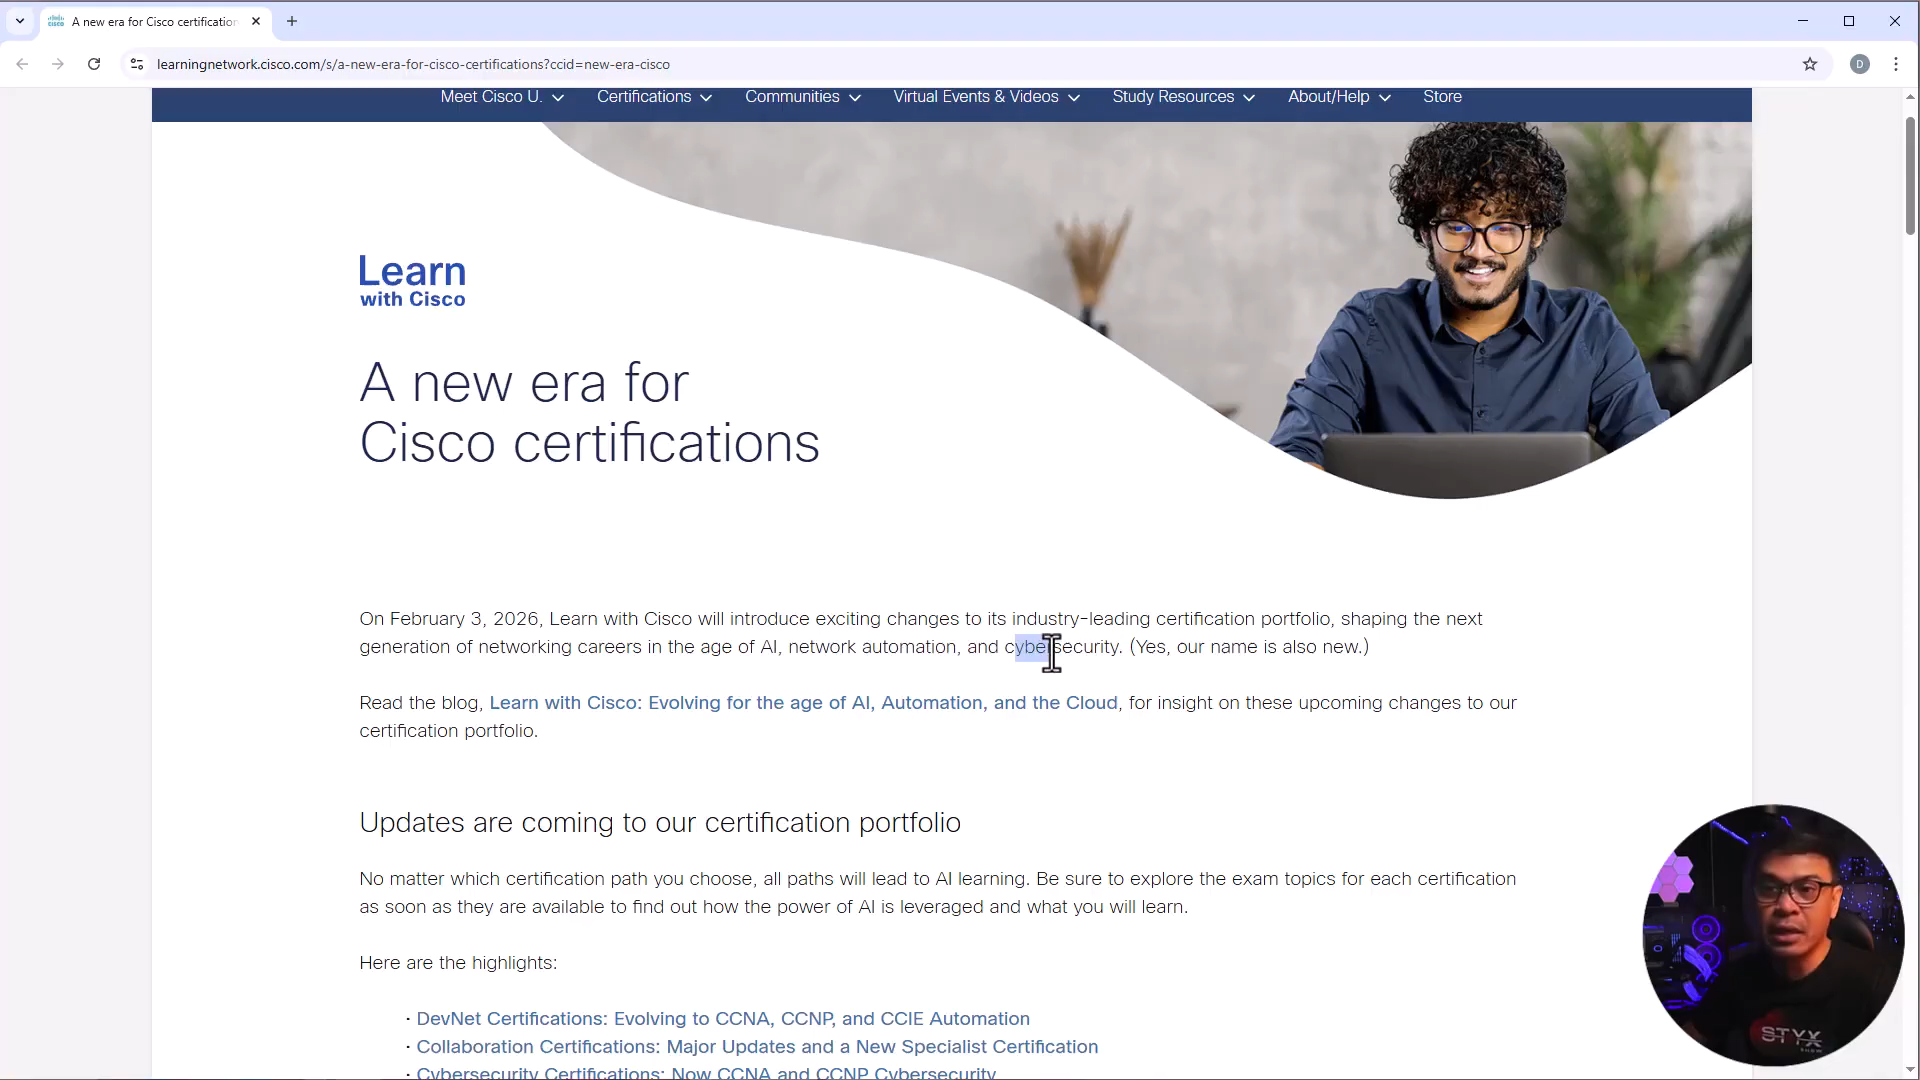 A new era for Cisco certification
learningnetwork.cisco.com/s/a-new-era-for-cisco-certifications?ccid=new-era-cisco
D
Meet Cisco U. Certifications Communities Virtual Events & Videos Study Resources About/Help Store
Learn
with Cisco
A new era for
Cisco certifications
On February 3, 2026, Learn with Cisco will introduce exciting changes to its industry-leading certification portfolio, shaping the next
generation of networking careers in the age of AI, network automation, and cybersecurity. (Yes, our name is also new.)
Read the blog, Learn with Cisco: Evolving for the age of AI, Automation, and the Cloud, for insight on these upcoming changes to our
certification portfolio.
Updates are coming to our certification portfolio
No matter which certification path you choose, all paths will lead to AI learning. Be sure to explore the exam topics for each certification
as soon as they are available to find out how the power of AI is leveraged and what you will learn.
Here are the highlights:
· DevNet Certifications: Evolving to CCNA, CCNP, and CCIE Automation
· Collaboration Certifications: Major Updates and a New Specialist Certification
· Cybersecurity Certifications: Now CCNA and CCNP Cybersecurity
STYX